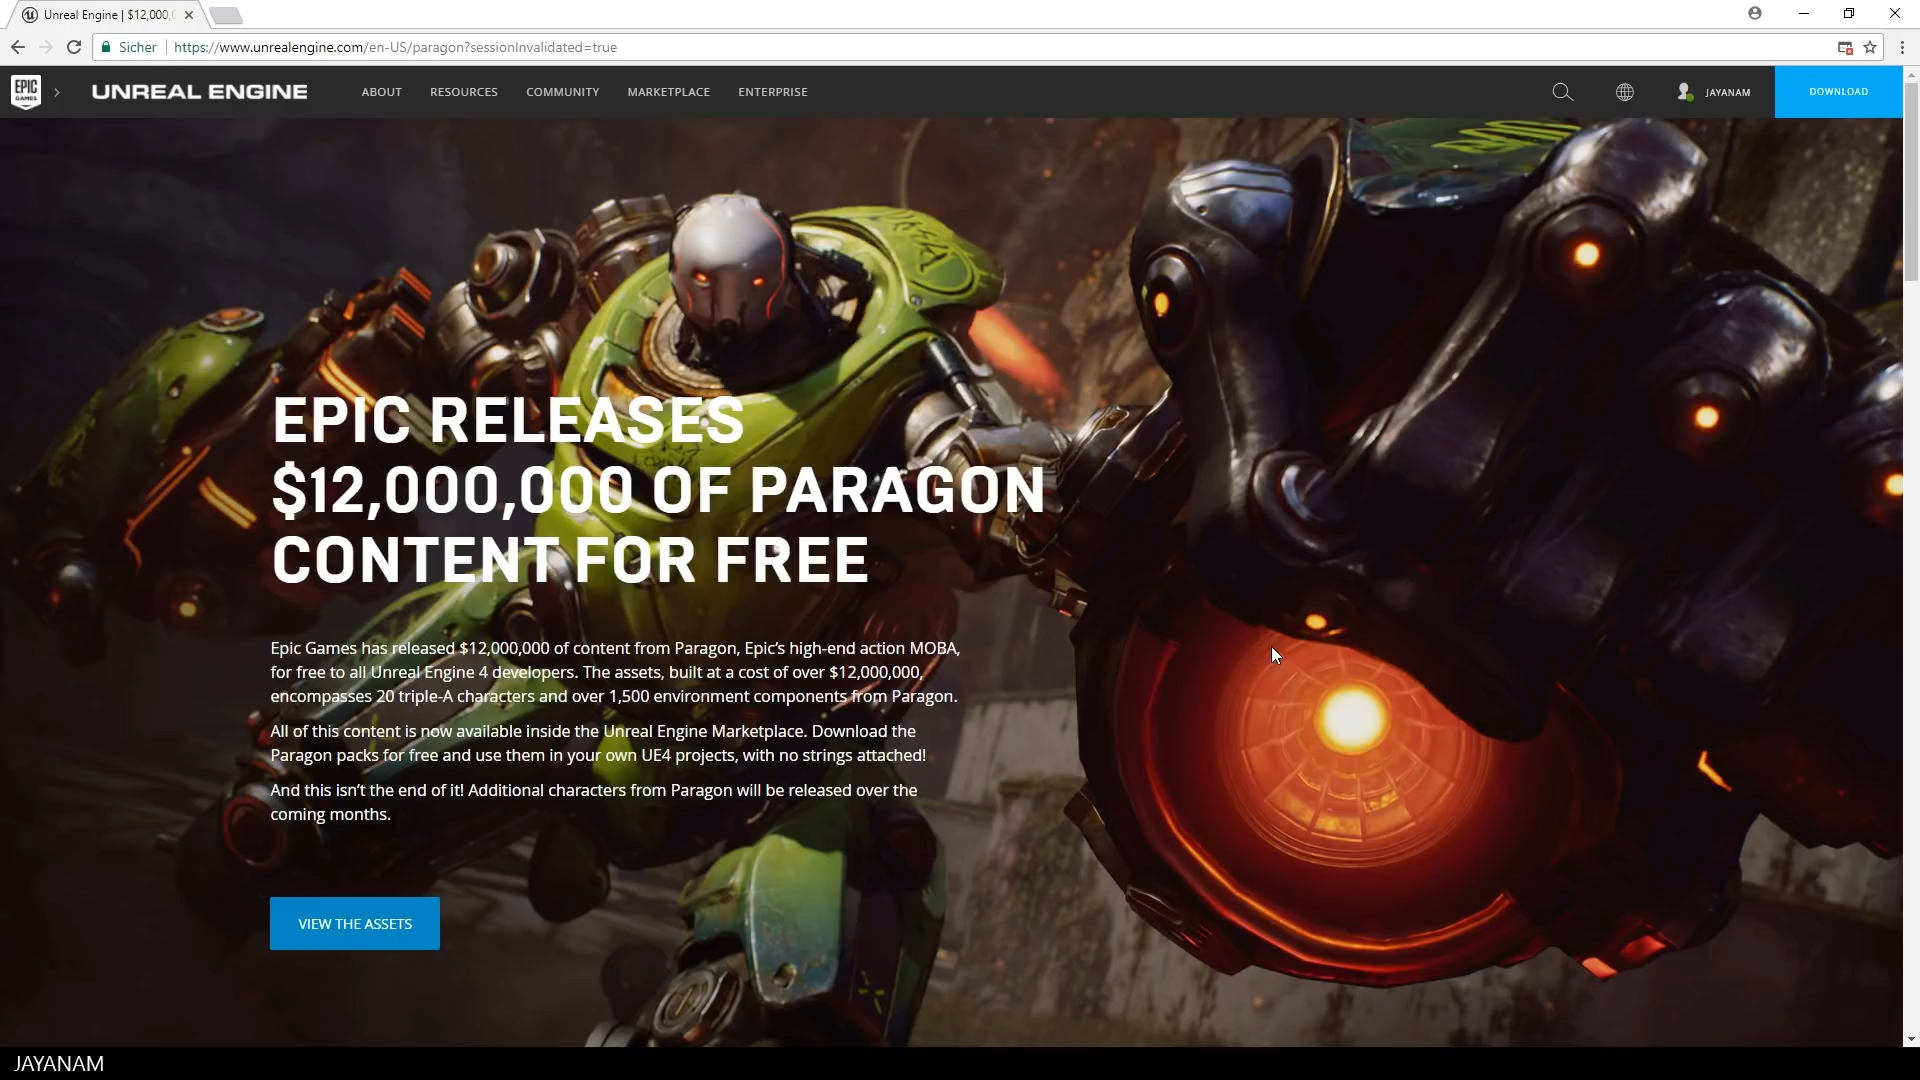 Unreal Engine | $12,000,0
Sicher
https://www.unrealengine.com/en-US/paragon?sessionInvalidated=true
EPIC GAMES
UNREAL ENGINE
ABOUT
RESOURCES
COMMUNITY
MARKETPLACE
ENTERPRISE
JAYANAM
DOWNLOAD
EPIC RELEASES
$12,000,000 OF PARAGON
CONTENT FOR FREE
Epic Games has released $12,000,000 of content from Paragon, Epic’s high-end action MOBA,
for free to all Unreal Engine 4 developers. The assets, built at a cost of over $12,000,000,
encompasses 20 triple-A characters and over 1,500 environment components from Paragon.
All of this content is now available inside the Unreal Engine Marketplace. Download the
Paragon packs for free and use them in your own UE4 projects, with no strings attached!
And this isn’t the end of it! Additional characters from Paragon will be released over the
coming months.
VIEW THE ASSETS
JAYANAM